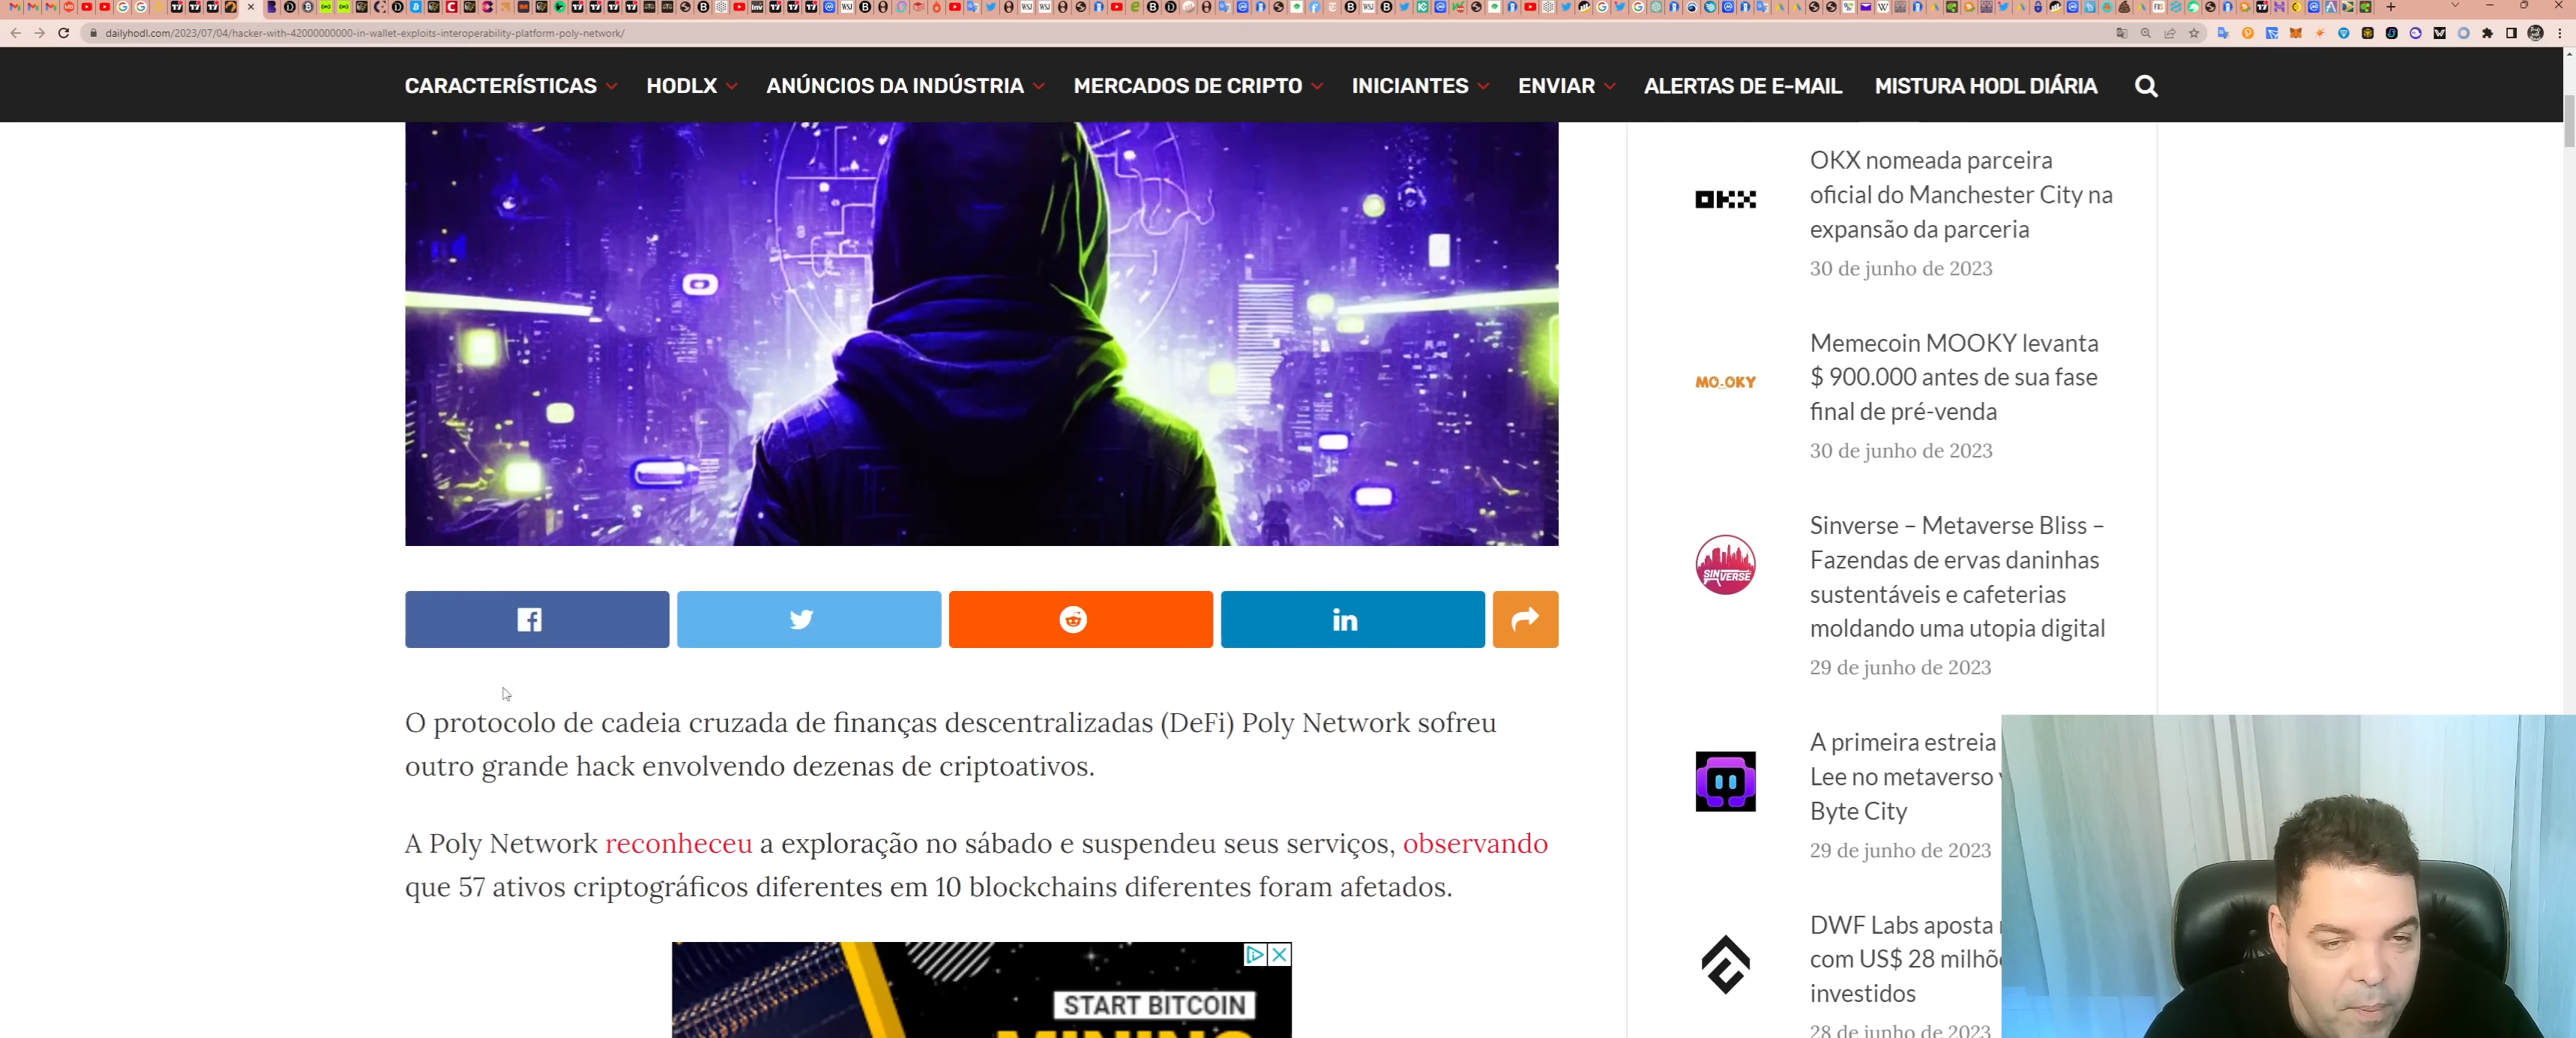 dailyhodl.com/2023/07/04/hacker-with-42000000000-in-wallet-exploits-interoperability-platform-poly-network/
CARACTERÍSTICAS HODLX ANÚNCIOS DA INDÚSTRIA MERCADOS DE CRIPTO INICIANTES ENVIAR ALERTAS DE E-MAIL MISTURA HODL DIÁRIA
O protocolo de cadeia cruzada de finanças descentralizadas (DeFi) Poly Network sofreu
outro grande hack envolvendo dezenas de criptoativos.
A Poly Network reconheceu a exploração no sábado e suspendeu seus serviços, observando
que 57 ativos criptográficos diferentes em 10 blockchains diferentes foram afetados.
START BITCOIN
MINING
OKX
OKX nomeada parceira
oficial do Manchester City na
expansão da parceria
30 de junho de 2023
MO-OKY
Memecoin MOOKY levanta
$ 900.000 antes de sua fase
final de pré-venda
30 de junho de 2023
SINVERSE
Sinverse – Metaverse Bliss –
Fazendas de ervas daninhas
sustentáveis e cafeterias
moldando uma utopia digital
29 de junho de 2023
A primeira estreia
Lee no metaverso
Byte City
29 de junho de 2023
DWF Labs aposta
com US$ 28 milhõ
investidos
28 de junho de 2023